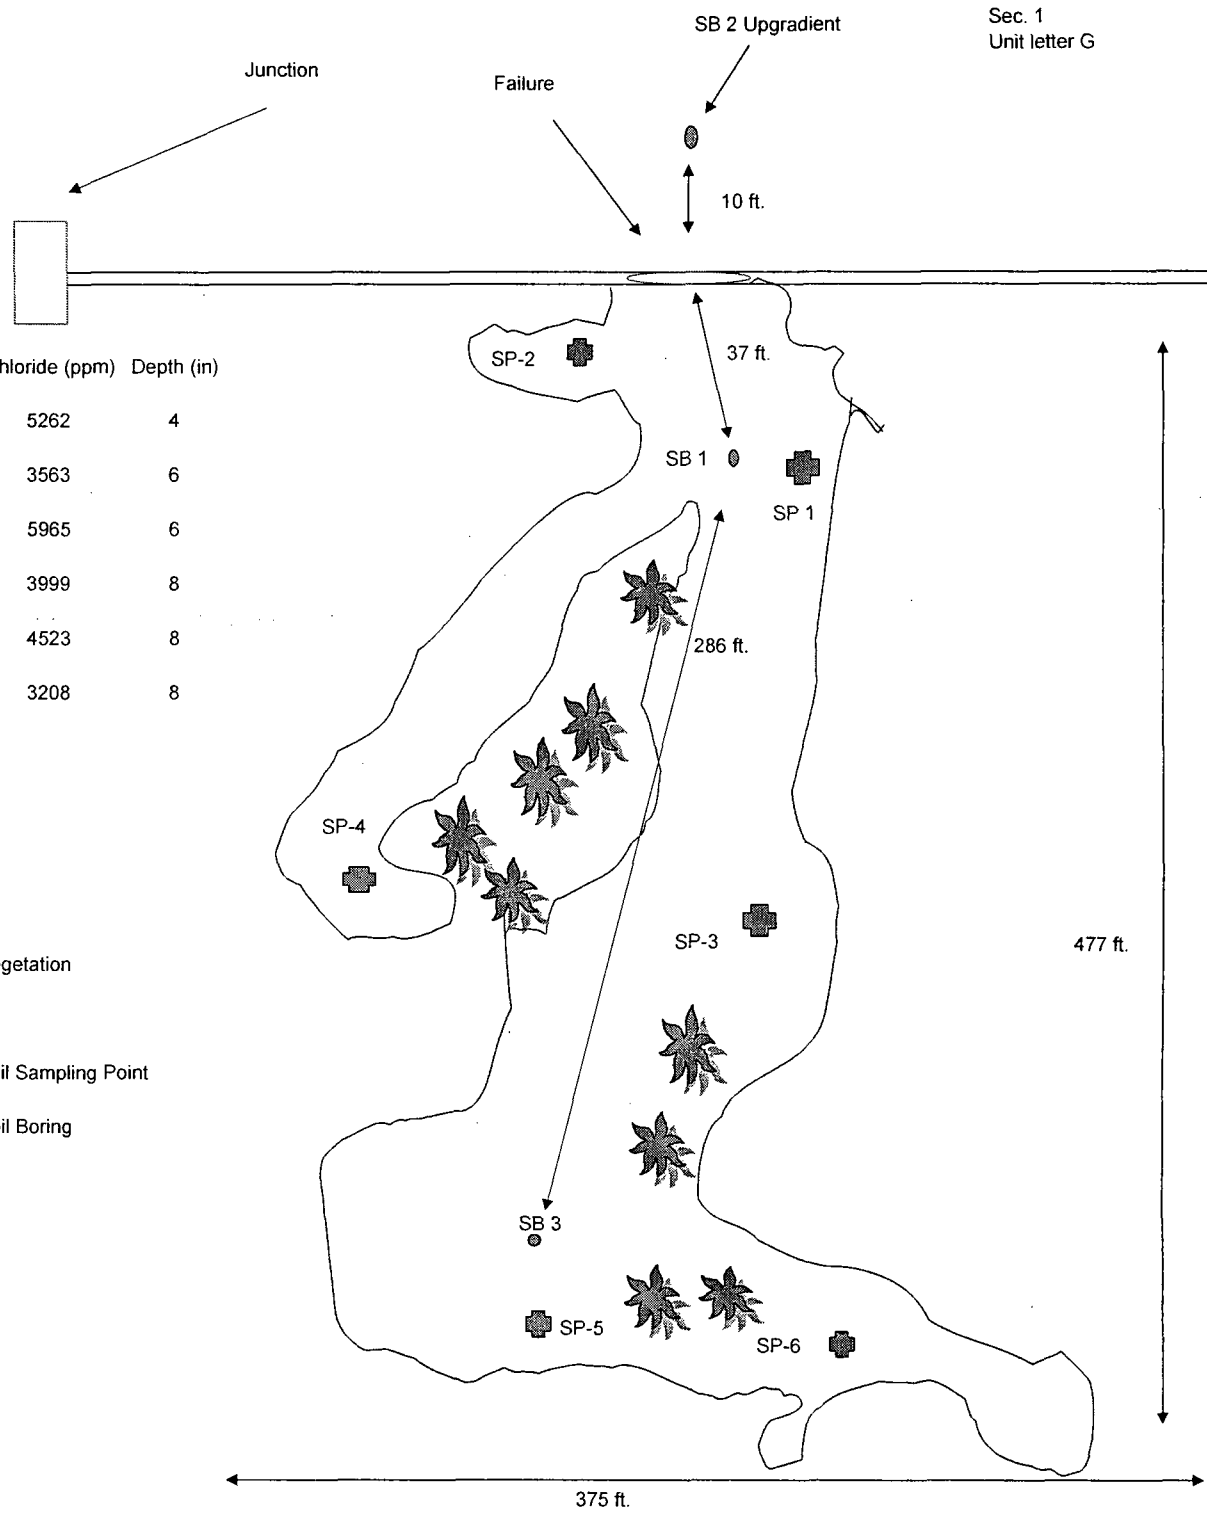 SB 2 Upgradient
Sec. 1
Unit letter G
Junction
Failure
10 ft.
SP-2
37 ft.
hloride (ppm) Depth (in)
5262 4
3563 6
5965 6
3999 8
4523 8
3208 8
SB 1
SP 1
286 ft.
SP-4
SP-3
477 ft.
getation
il Sampling Point
il Boring
SB 3
SP-5
SP-6
375 ft.